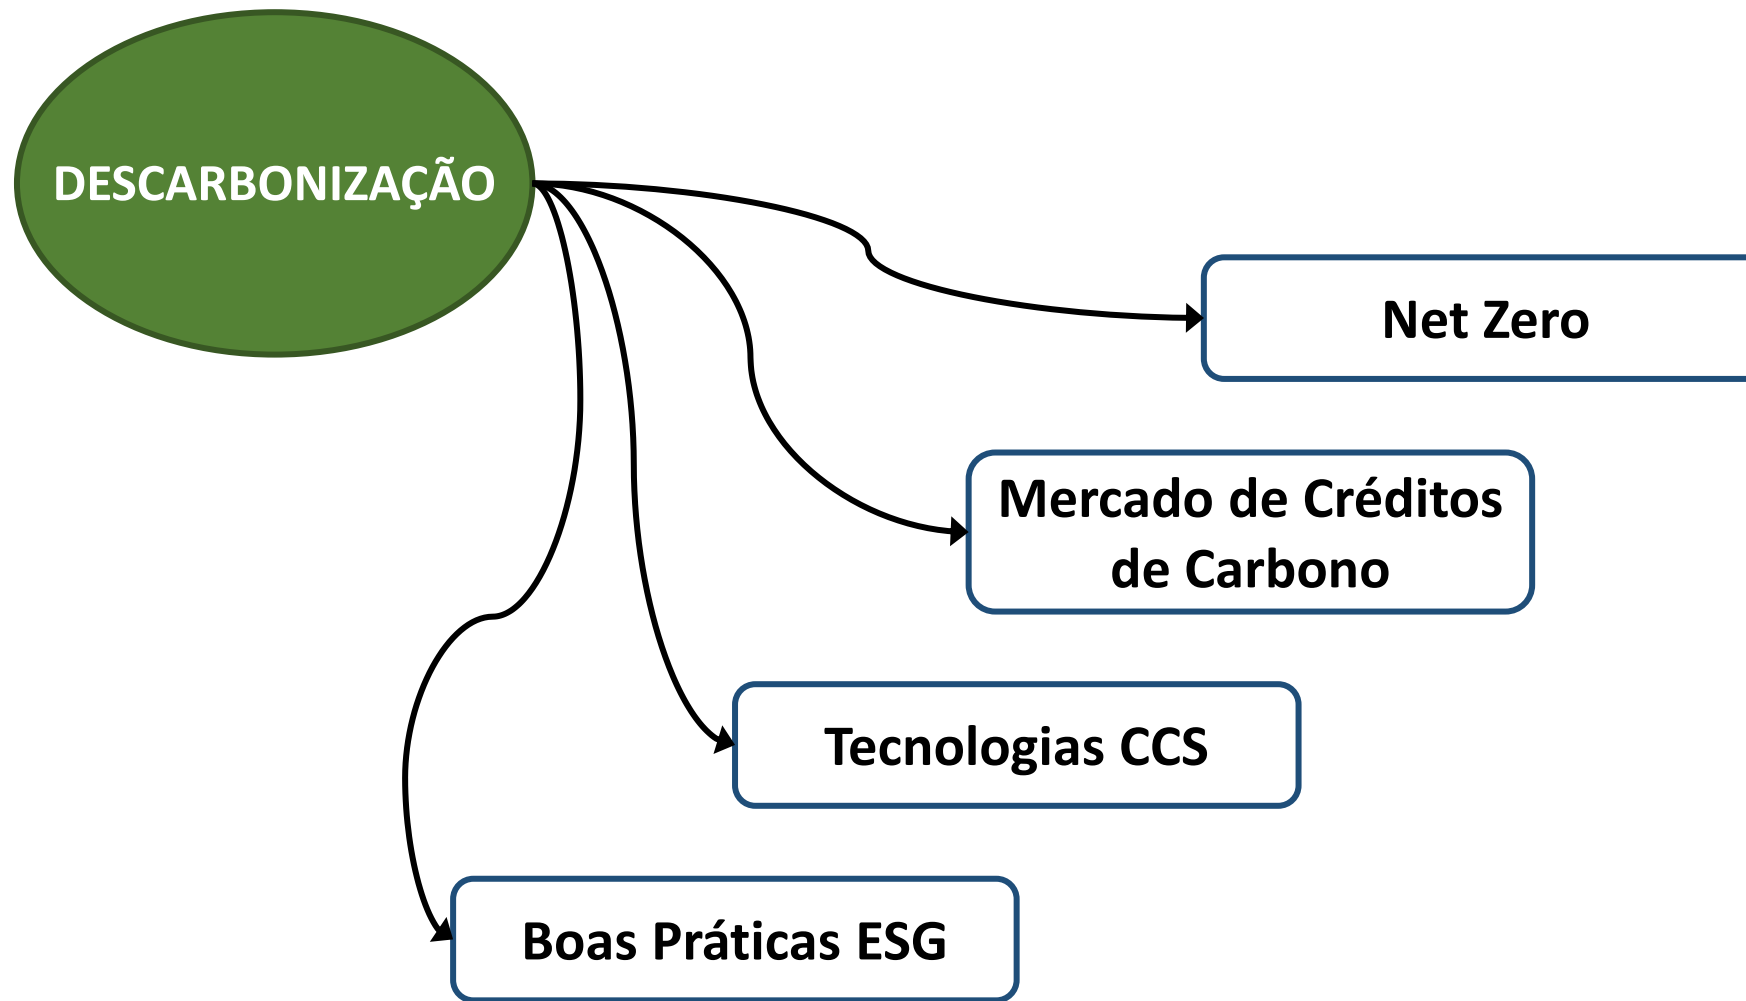 DESCARBONIZAÇÃO
Net Zero
Mercado de Créditos
de Carbono
Tecnologias CCS
Boas Práticas ESG